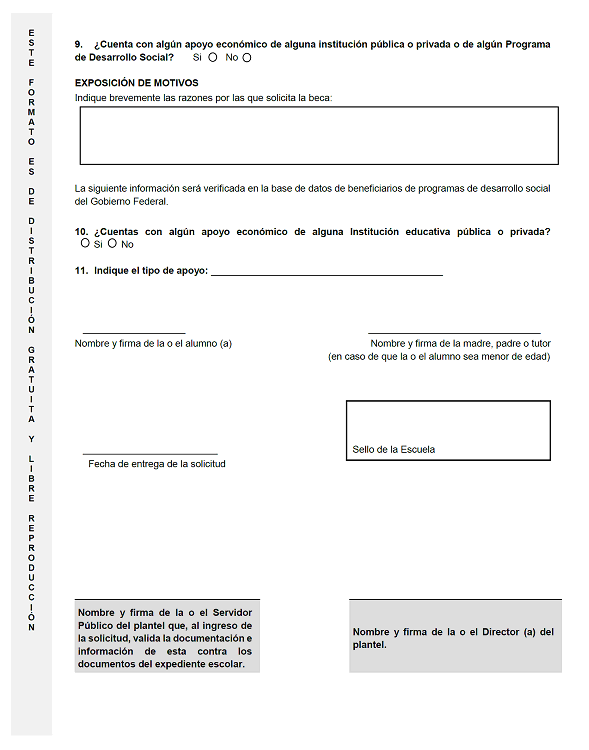 ESTE FORMATO ES DE DISTRIBUCIÓN GRATUITA Y LIBRE REPRODUCCIÓN
9. ¿Cuenta con algún apoyo económico de alguna institución pública o privada o de algún Programa
de Desarrollo Social? Si No
EXPOSICIÓN DE MOTIVOS
Indique brevemente las razones por las que solicita la beca:
La siguiente información será verificada en la base de datos de beneficiarios de programas de desarrollo social
del Gobierno Federal.
10. ¿Cuentas con algún apoyo económico de alguna Institución educativa pública o privada?
Si No
11. Indique el tipo de apoyo:
Nombre y firma de la o el alumno (a)
Nombre y firma de la madre, padre o tutor
(en caso de que la o el alumno sea menor de edad)
Sello de la Escuela
Fecha de entrega de la solicitud
Nombre y firma de la o el Servidor
Público del plantel que, al ingreso de
la solicitud, valida la documentación e
información de esta contra los
documentos del expediente escolar.
Nombre y firma de la o el Director (a) del
plantel.